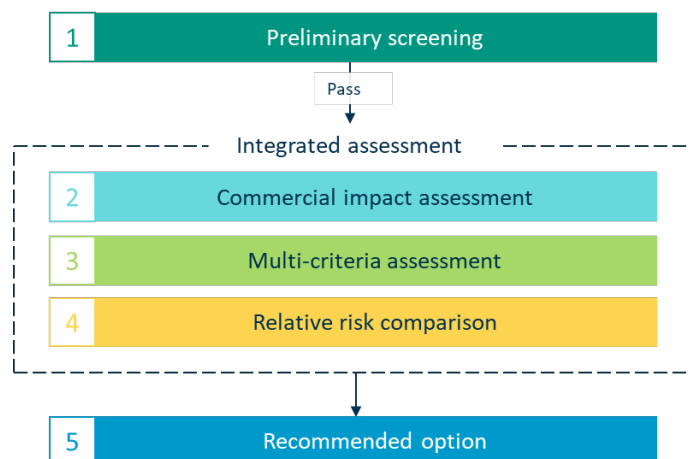 1 Preliminary screening
Pass
Integrated assessment
2 Commercial impact assessment
3 Multi-criteria assessment
4 Relative risk comparison
5 Recommended option